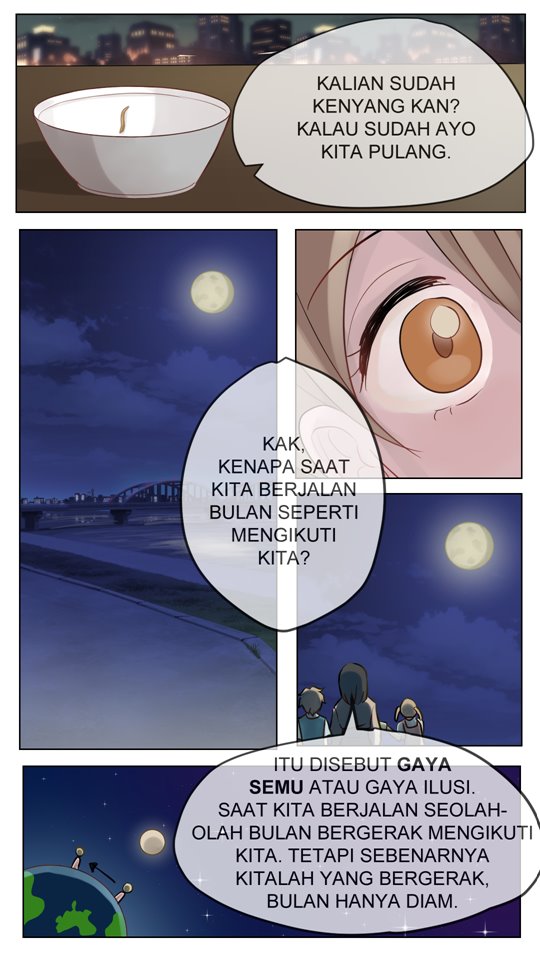 KALIAN SUDAH
KENYANG KAN?
KALAU SUDAH AYO
KITA PULANG.
KAK,
KENAPA SAAT
KITA BERJALAN
BULAN SEPERTI
MENGIKUTI
KITA?
ITU DISEBUT GAYA
SEMU ATAU GAYA ILUSI.
SAAT KITA BERJALAN SEOLAH-
OLAH BULAN BERGERAK MENGIKUTI
KITA. TETAPI SEBENARNYA
KITALAH YANG BERGERAK,
BULAN HANYA DIAM.